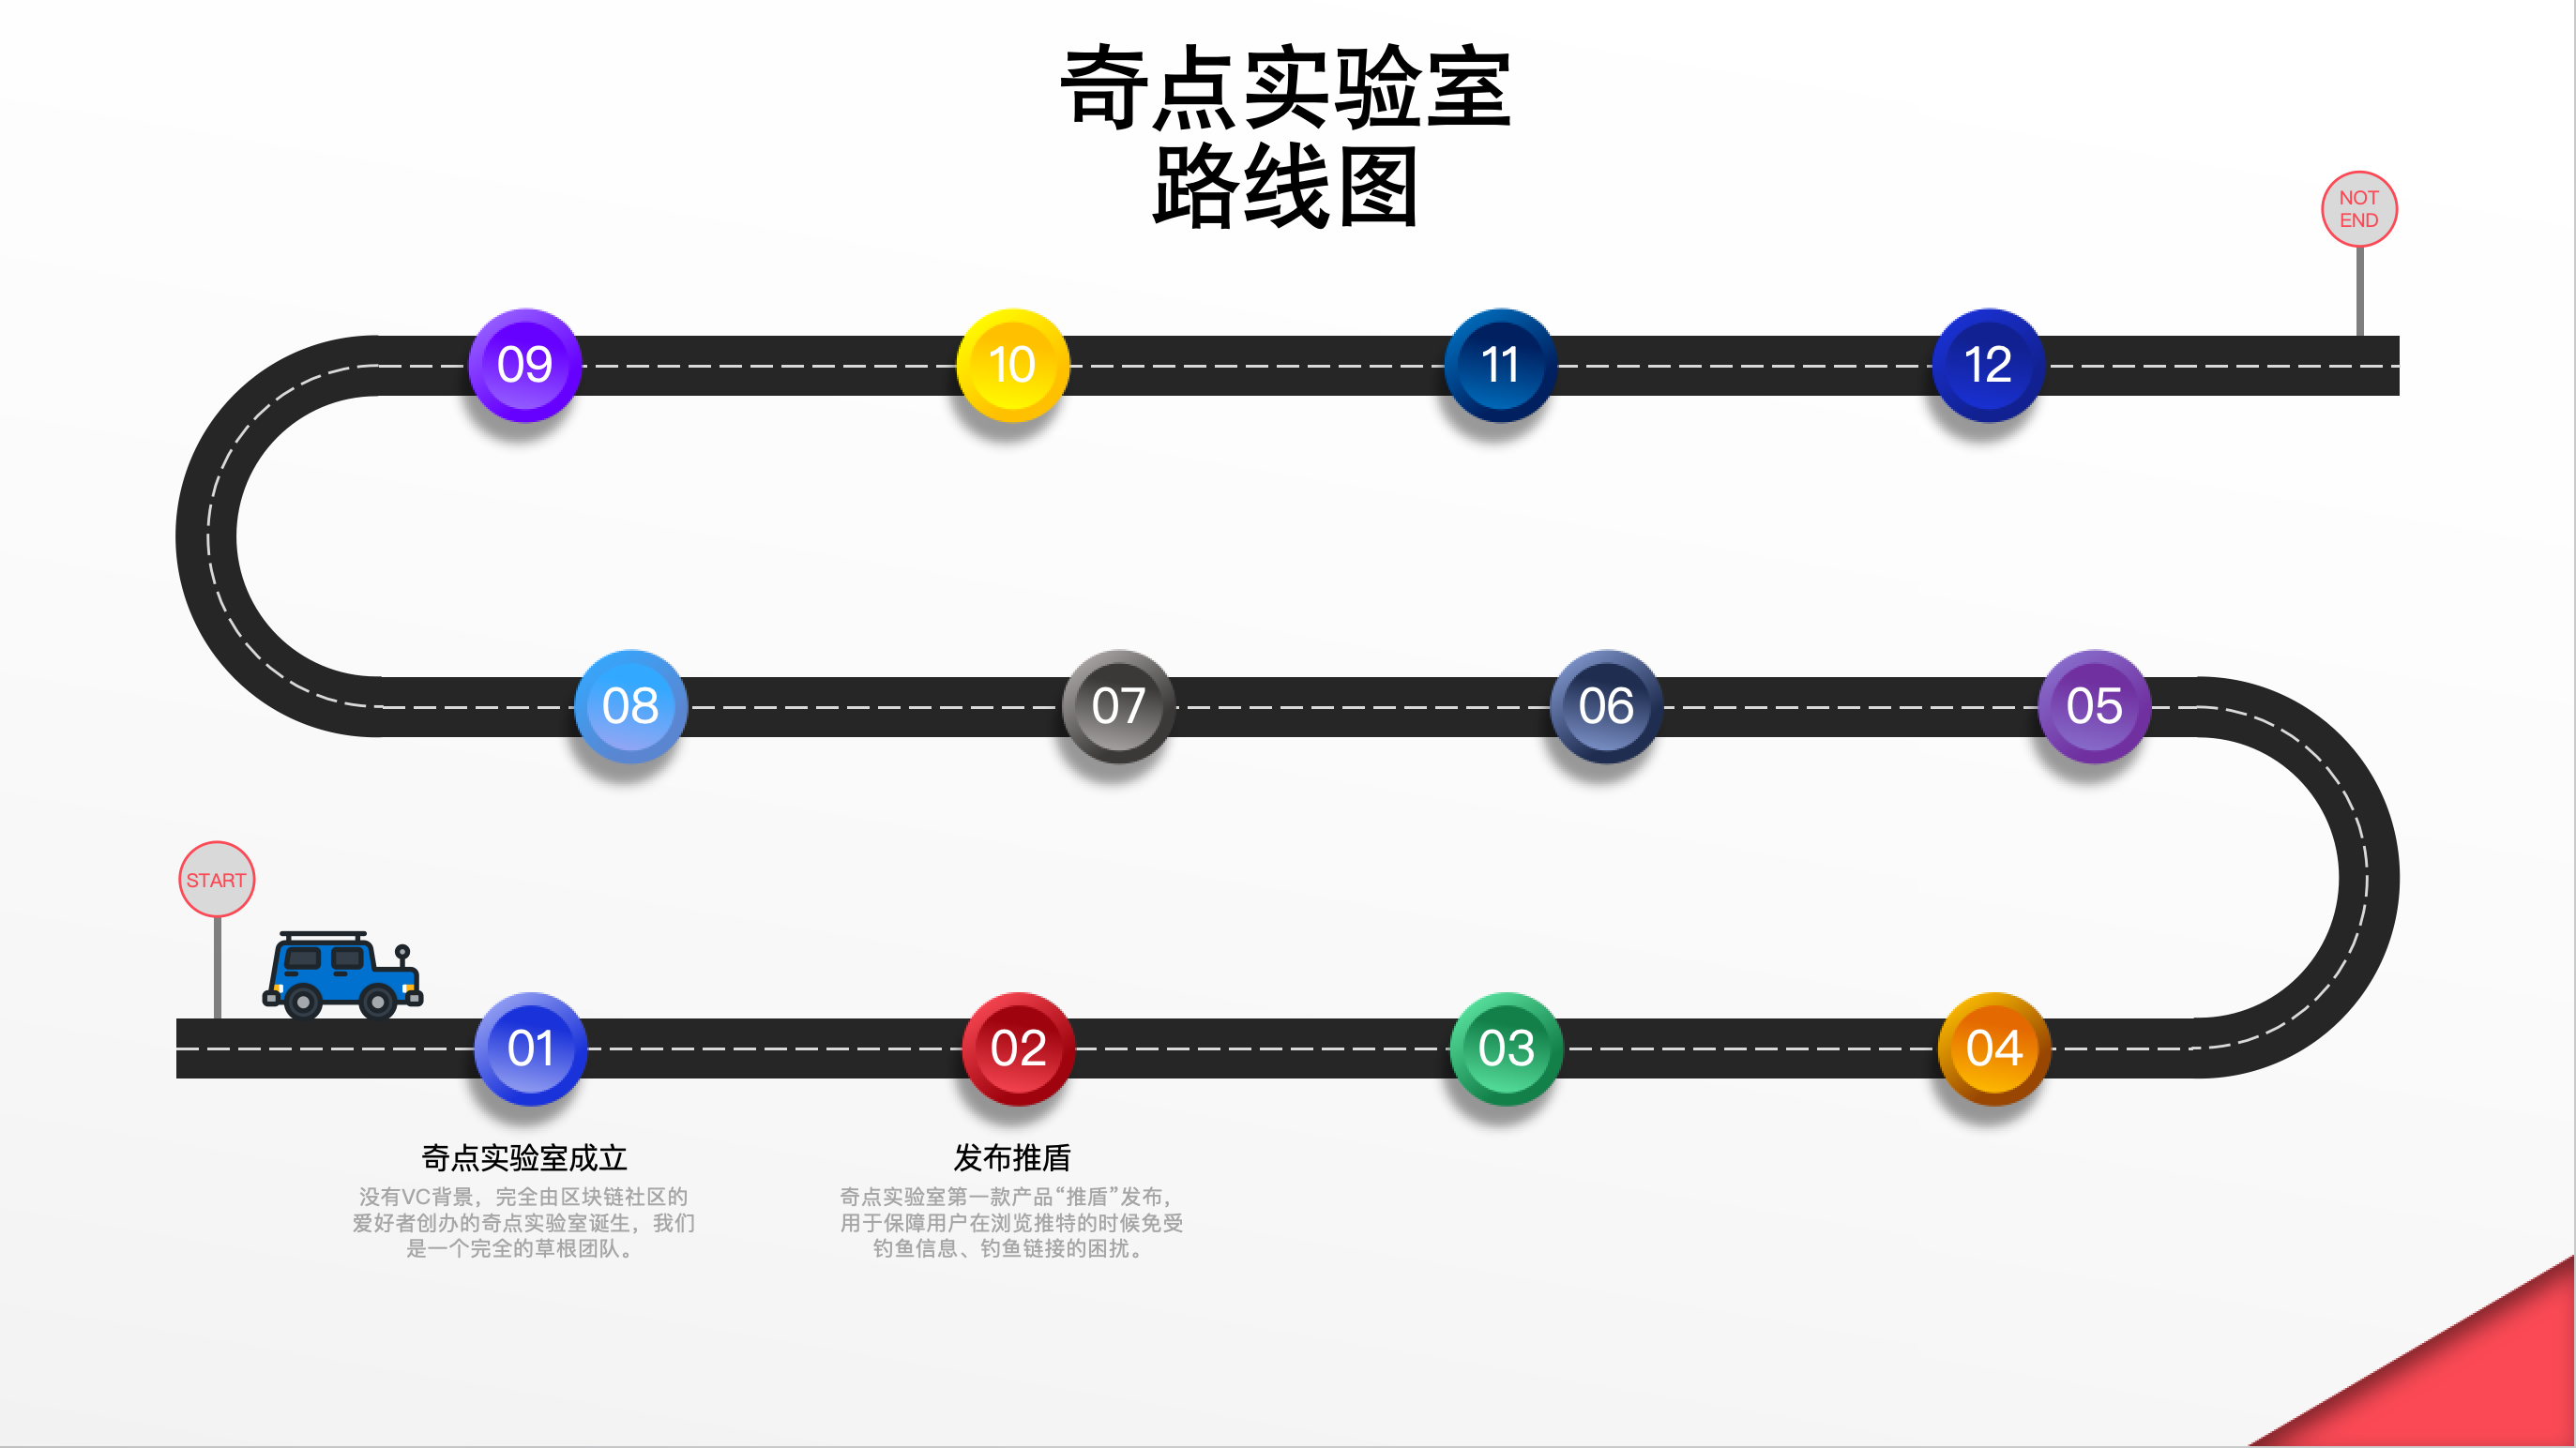 奇点实验室
路线图
NOT
END
09
10
11
12
08
07
06
05
START
01
02
03
04
奇点实验室成立
没有VC背景，完全由区块链社区的
爱好者创办的奇点实验室诞生，我们
是一个完全的草根团队。
发布推盾
奇点实验室第一款产品“推盾”发布，
用于保障用户在浏览推特的时候免受
钓鱼信息、钓鱼链接的困扰。